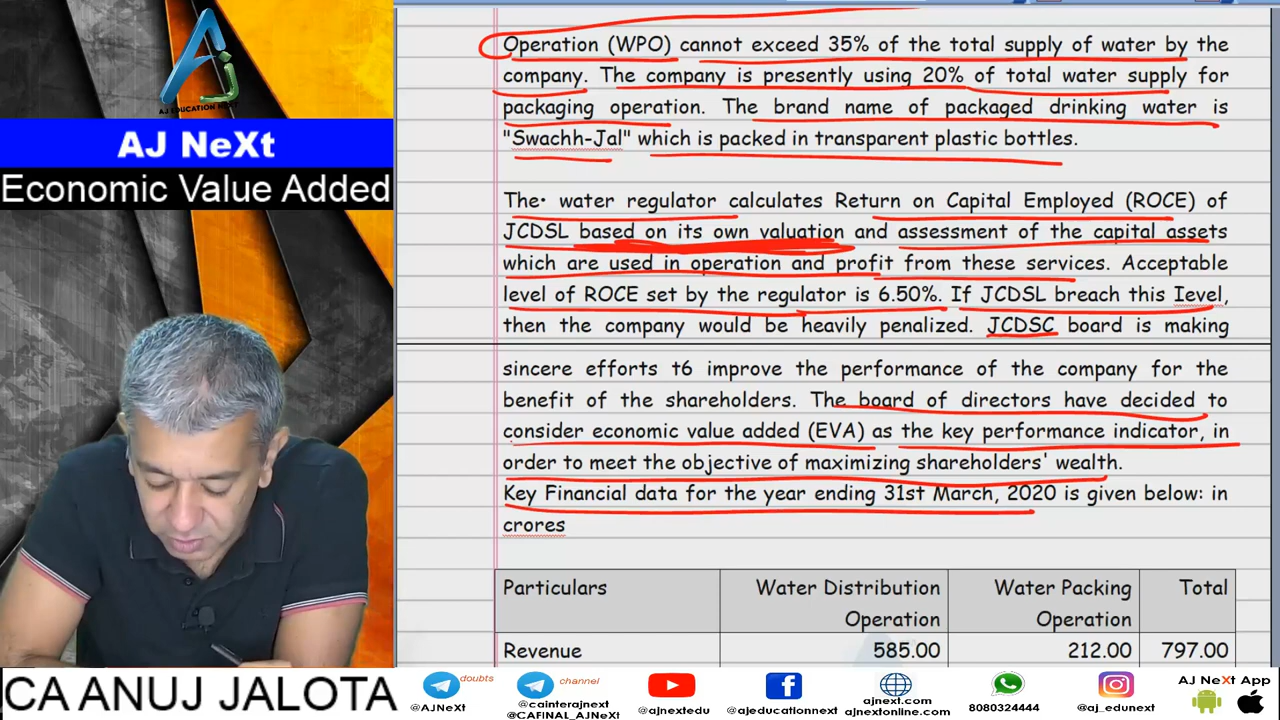 Aj
AJ EDUCATION NEXT
AJ NeXt
Economic Value Added
Operation (WPO) cannot exceed 35% of the total supply of water by the
company. The company is presently using 20% of total water supply for
packaging operation. The brand name of packaged drinking water is
"Swachh-Jal" which is packed in transparent plastic bottles.
The· water regulator calculates Return on Capital Employed (ROCE) of
JCDSL based on its own valuation and assessment of the capital assets
which are used in operation and profit from these services. Acceptable
level of ROCE set by the regulator is 6.50%. If JCDSL breach this Ievel,
then the company would be heavily penalized. JCDSC board is making
sincere efforts t6 improve the performance of the company for the
benefit of the shareholders. The board of directors have decided to
consider economic value added (EVA) as the key performance indicator, in
order to meet the objective of maximizing shareholders' wealth.
Key Financial data for the year ending 31st March, 2020 is given below: in
crores
Particulars Water Distribution Water Packing Total
Operation Operation
Revenue 585.00 212.00 797.00
CA ANUJ JALOTA
doubts
@AJNeXt
channel
@cainterajnext
@CAFINAL_AJNeXt
@ajnextedu
@ajeducationnext
ajnext.com
ajnextonline.com
8080324444
@aj_edunext
AJ NeXt App